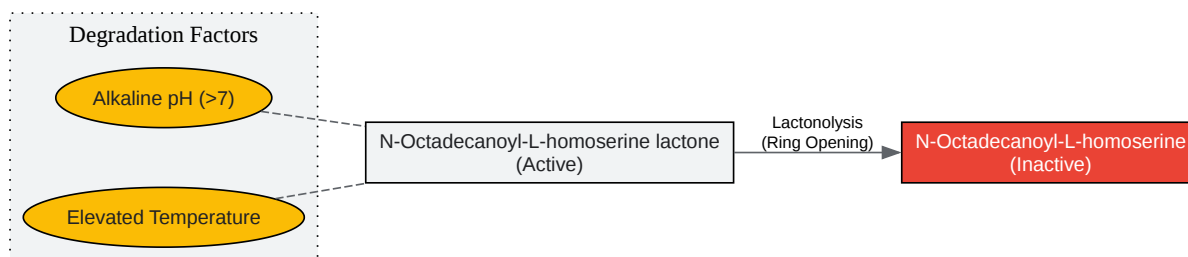 Degradation Factors
Alkaline pH (>7)
Elevated Temperature
N-Octadecanoyl-L-homoserine lactone
(Active)
Lactonolysis
(Ring Opening)
N-Octadecanoyl-L-homoserine
(Inactive)